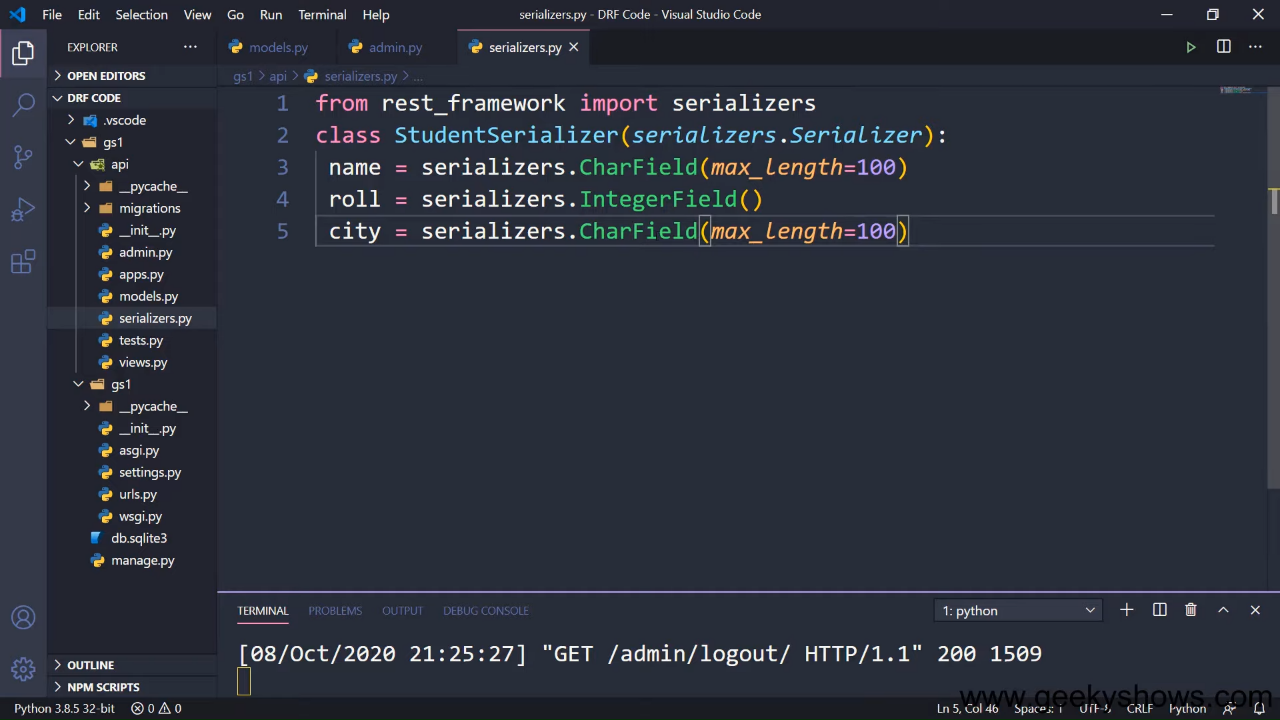 File Edit Selection View Go Run Terminal Help serializers.py - DRF Code - Visual Studio Code
EXPLORER
models.py admin.py serializers.py
OPEN EDITORS
gs1 > api > serializers.py > ...
DRF CODE
.vscode
gs1
api
__pycache__
migrations
__init__.py
admin.py
apps.py
models.py
serializers.py
tests.py
views.py
gs1
__pycache__
__init__.py
asgi.py
settings.py
urls.py
wsgi.py
db.sqlite3
manage.py
OUTLINE
NPM SCRIPTS
1 from rest_framework import serializers
2 class StudentSerializer(serializers.Serializer):
3 name = serializers.CharField(max_length=100)
4 roll = serializers.IntegerField()
5 city = serializers.CharField(max_length=100)
TERMINAL PROBLEMS OUTPUT DEBUG CONSOLE 1: python
[08/Oct/2020 21:25:27] "GET /admin/logout/ HTTP/1.1" 200 1509
www.geekyshows.com
Python 3.8.5 32-bit 0 0 Ln 5, Col 46 Spaces: 1 UTF-8 CRLF Python